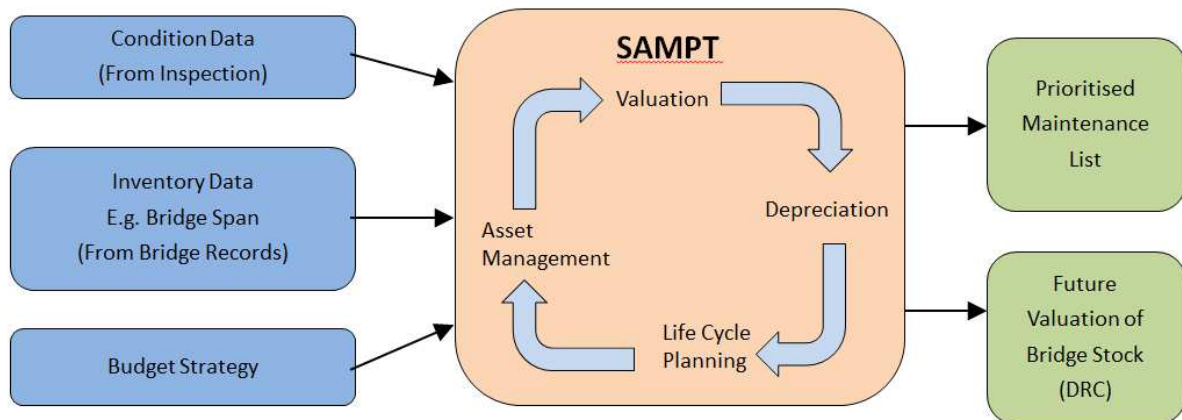 Condition Data
(From Inspection)
Inventory Data
E.g. Bridge Span
(From Bridge Records)
Budget Strategy
SAMPT
Valuation
Depreciation
Life Cycle
Planning
Asset
Management
Prioritised
Maintenance
List
Future
Valuation of
Bridge Stock
(DRC)